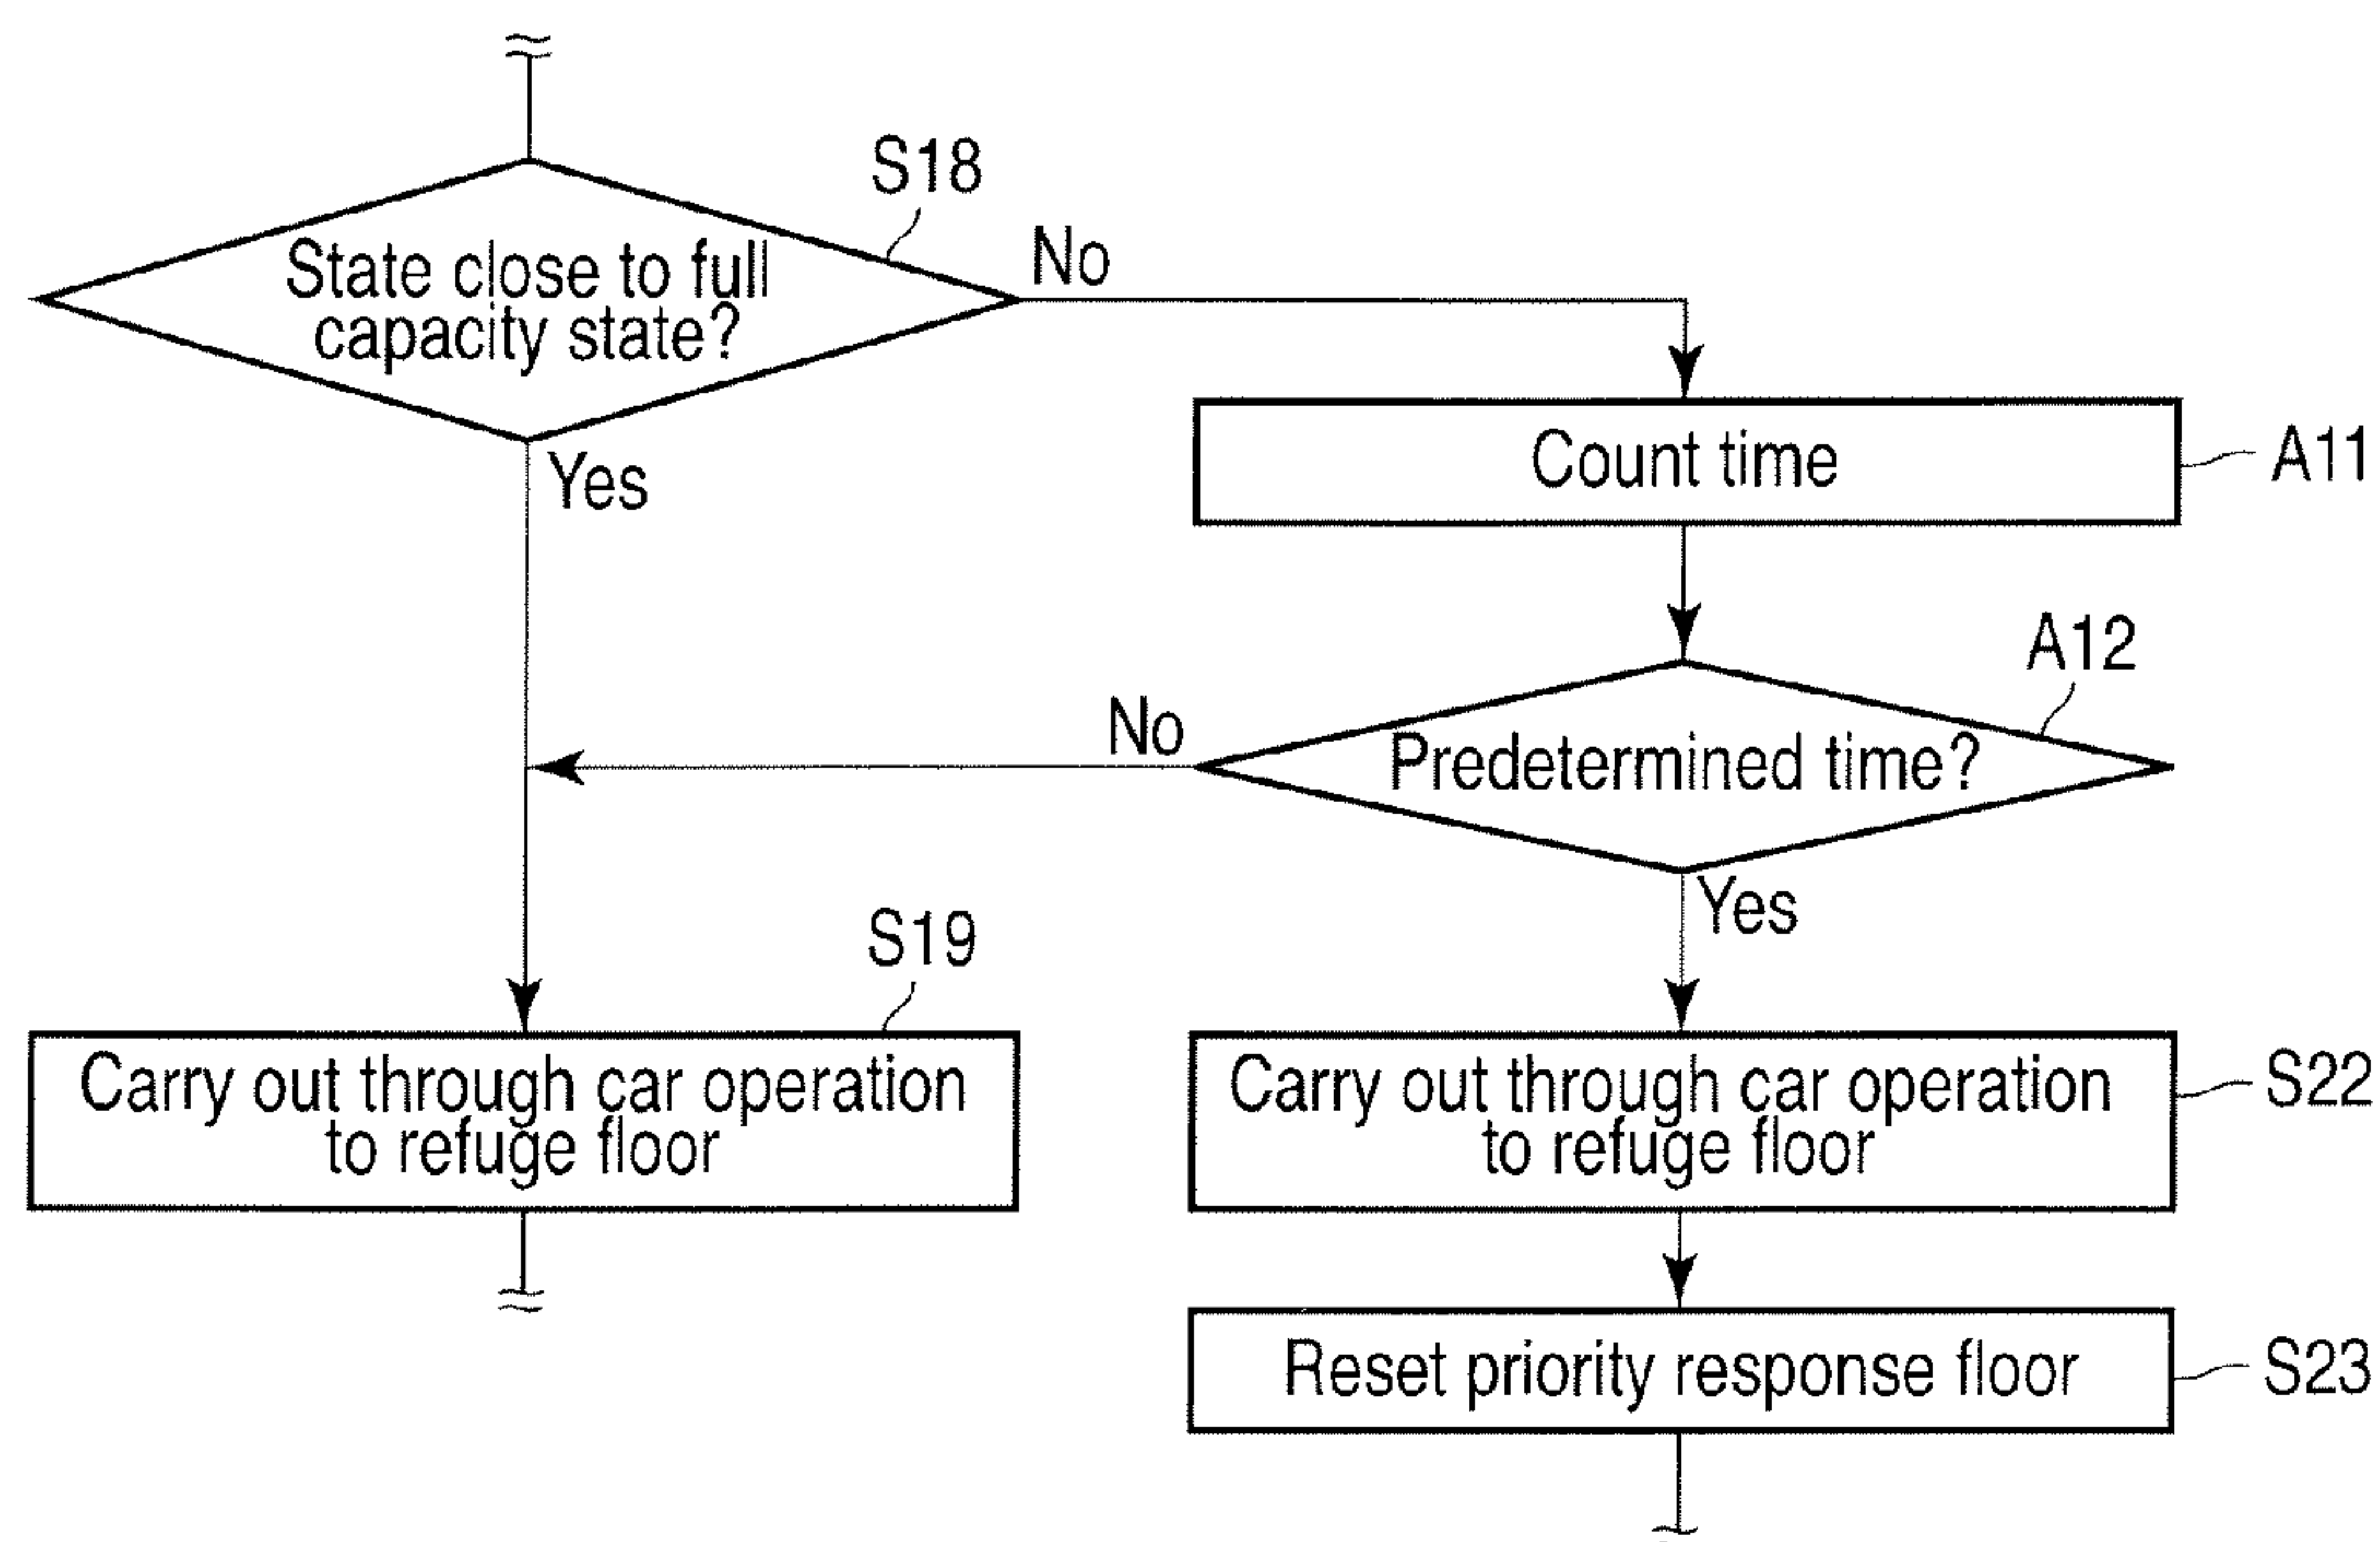 S18
State close to full
capacity state?
No
Yes
Count time
A11
A12
Predetermined time?
No
Yes
S19
Carry out through car operation
to refuge floor
Carry out through car operation
to refuge floor
S22
Reset priority response floor
S23